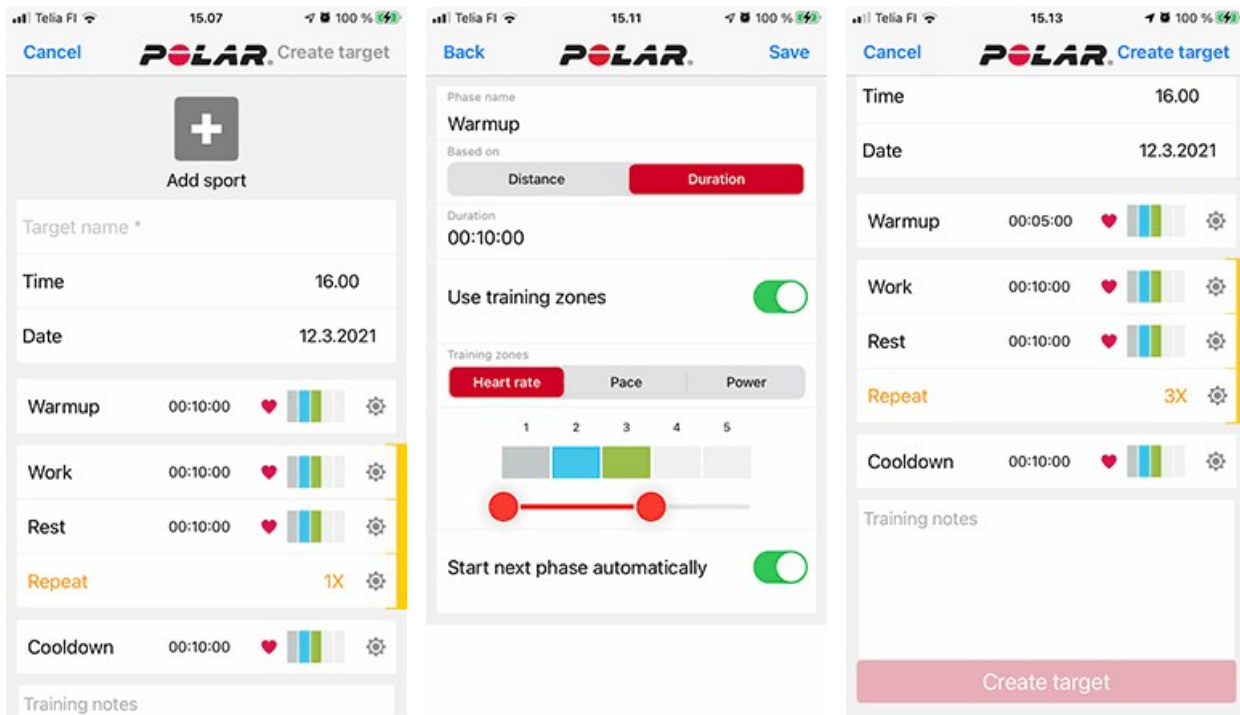 Telia FI 15.07 100 %
Cancel POLAR. Create target
Add sport
Target name *
Time 16.00
Date 12.3.2021
Warmup 00:10:00
Work 00:10:00
Rest 00:10:00
Repeat 1X
Cooldown 00:10:00
Training notes
Telia FI 15.11 100 %
Back POLAR. Save
Phase name
Warmup
Based on
Distance Duration
Duration
00:10:00
Use training zones
Training zones
Heart rate Pace Power
1 2 3 4 5
Start next phase automatically
Telia FI 15.13 100 %
Cancel POLAR. Create target
Time 16.00
Date 12.3.2021
Warmup 00:05:00
Work 00:10:00
Rest 00:10:00
Repeat 3X
Cooldown 00:10:00
Training notes
Create target